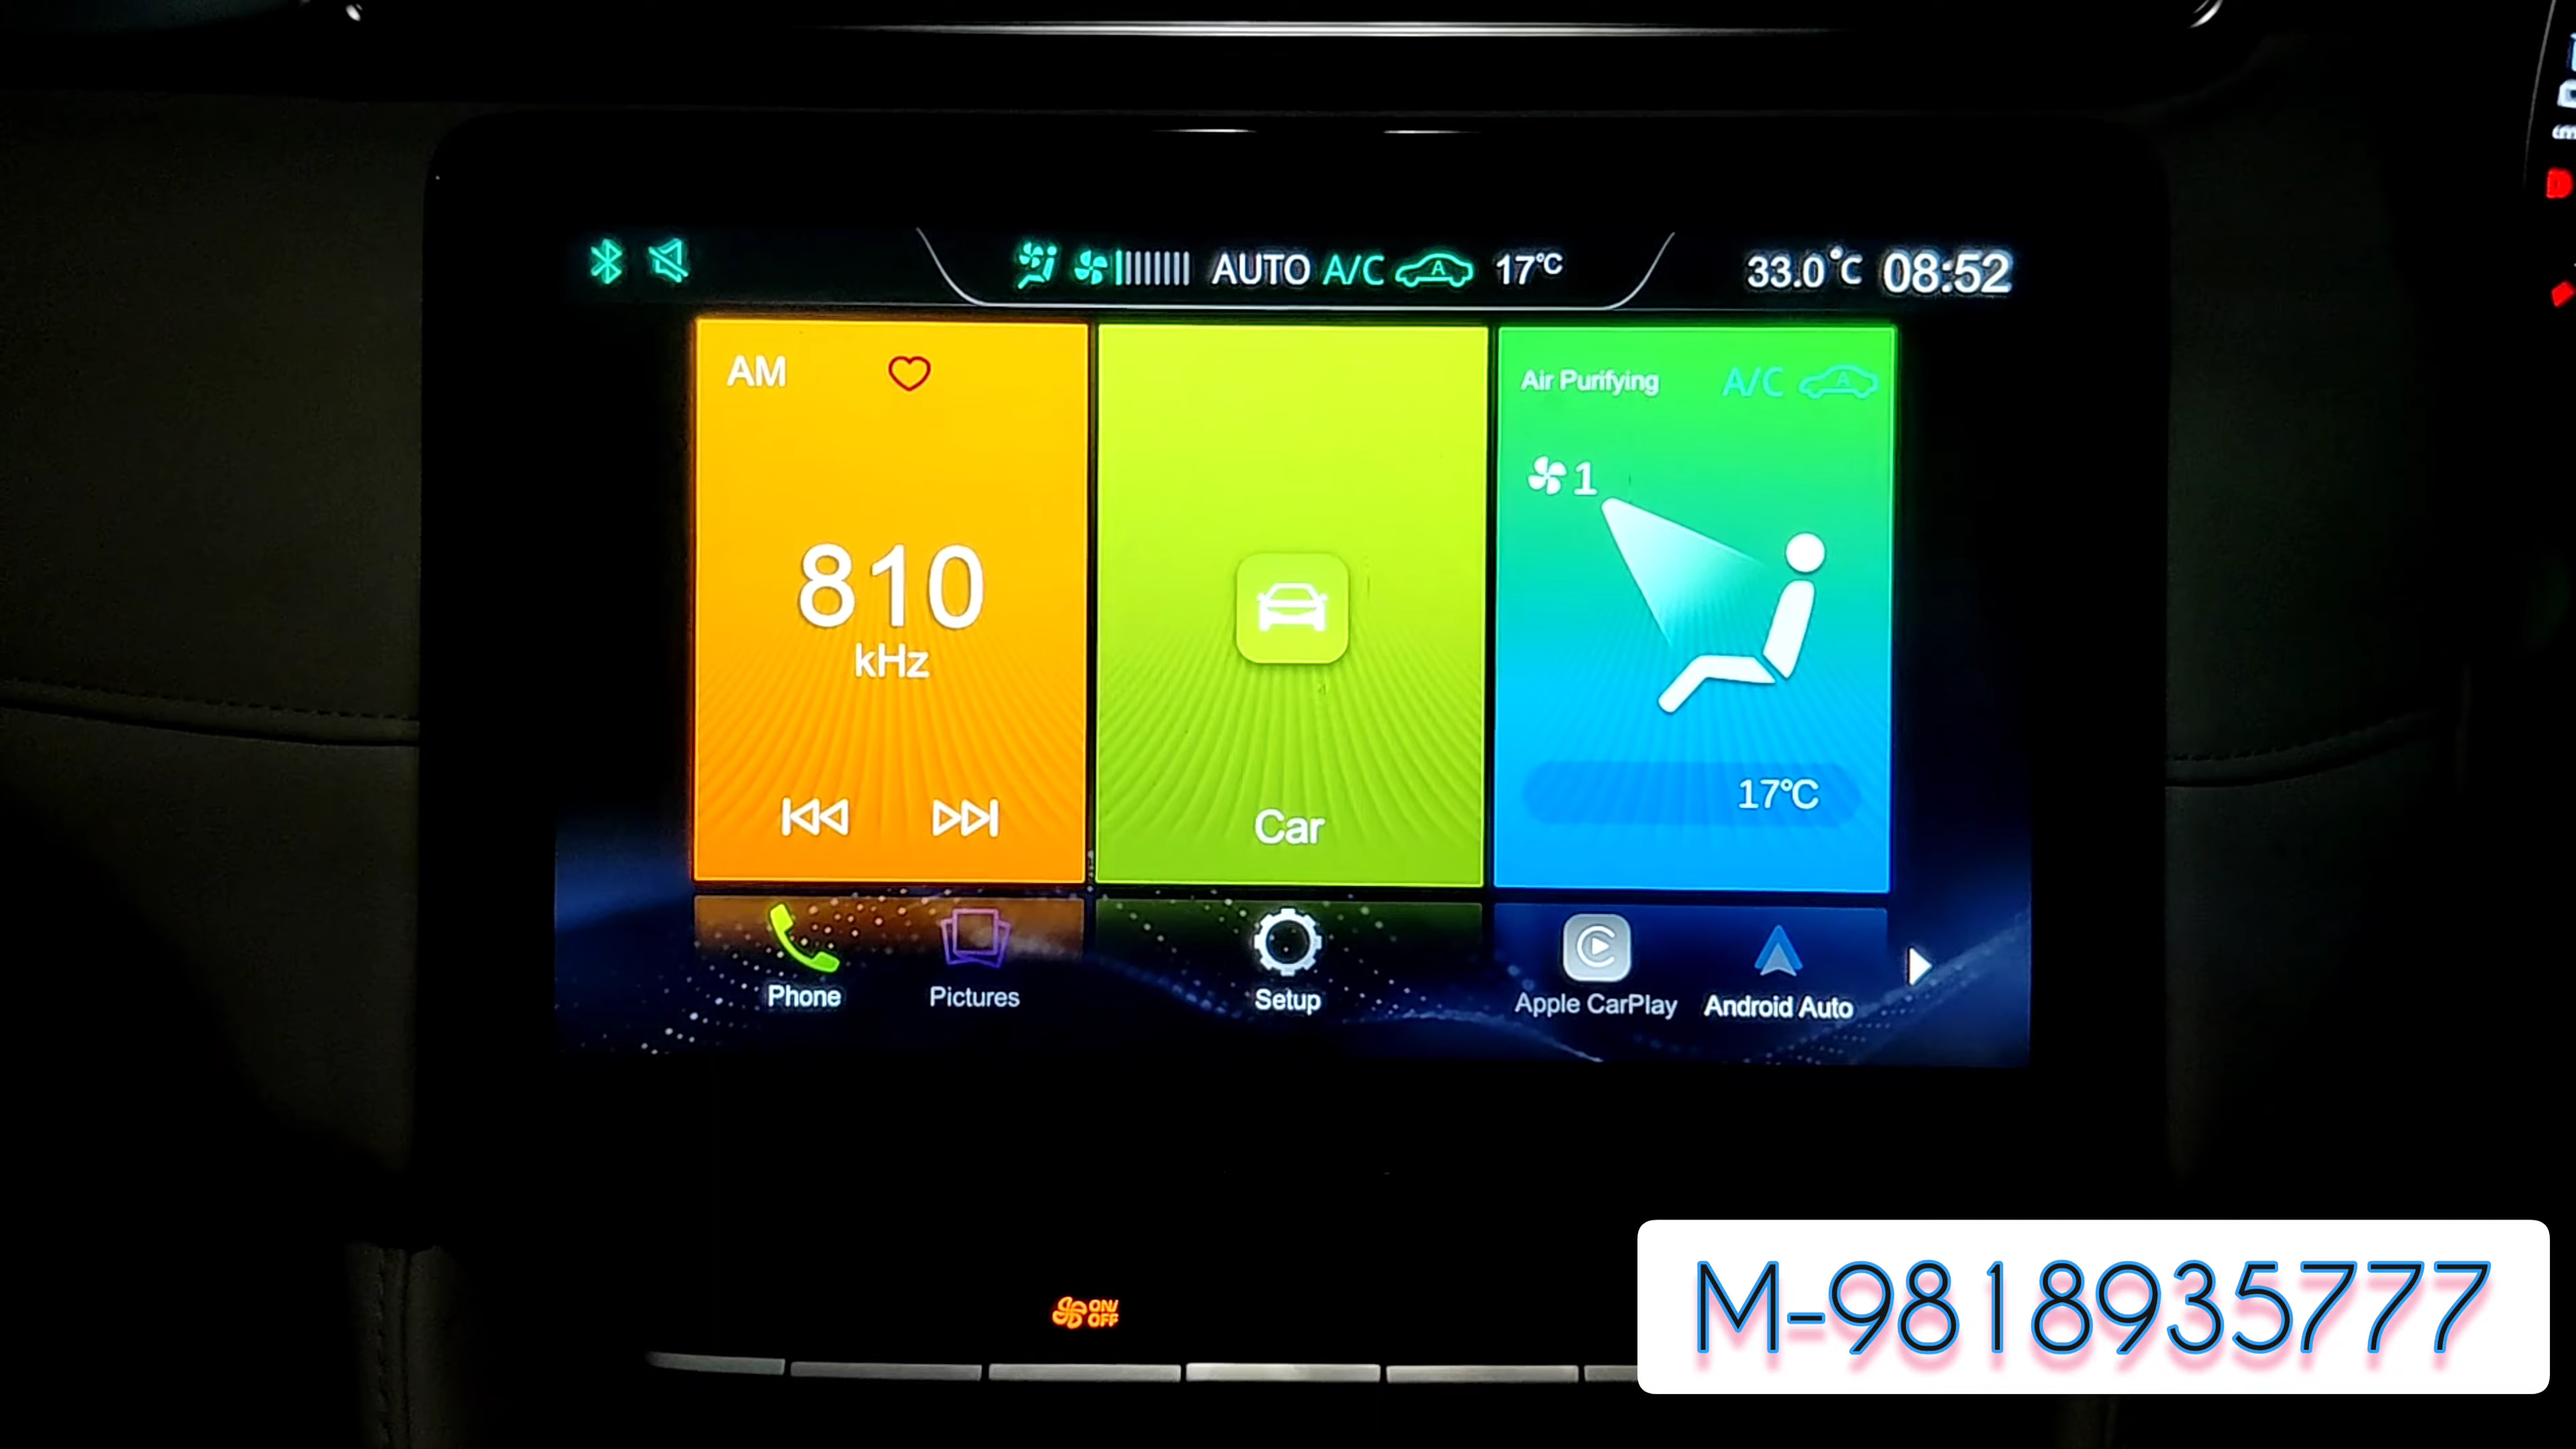 AUTO A/C A 17°C
33.0°C 08:52
AM
810
kHz
Car
Air Purifying A/C A
1
17°C
Phone
Pictures
Setup
Apple CarPlay
Android Auto
ON/
OFF
D
M-9818935777